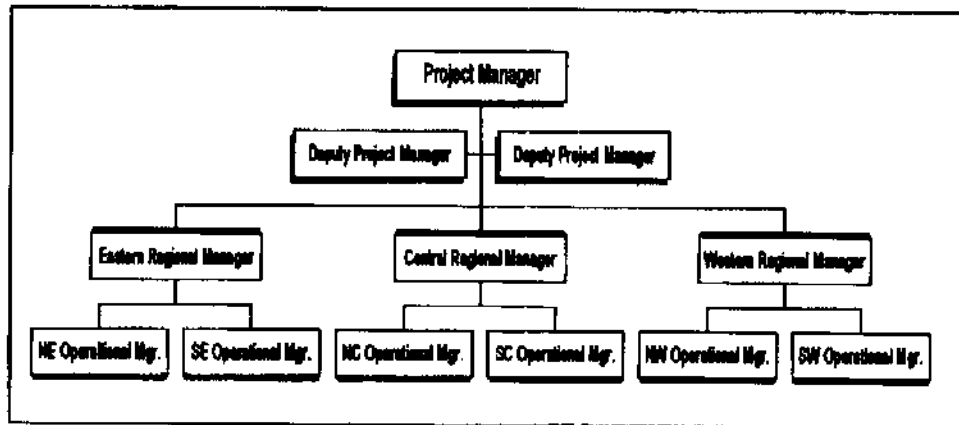 Project Manager
Deputy Project Manager
Deputy Project Manager
Eastern Regional Manager
Central Regional Manager
Western Regional Manager
NE Operational Mgr.
SE Operational Mgr.
NC Operational Mgr.
SC Operational Mgr.
NW Operational Mgr.
SW Operational Mgr.